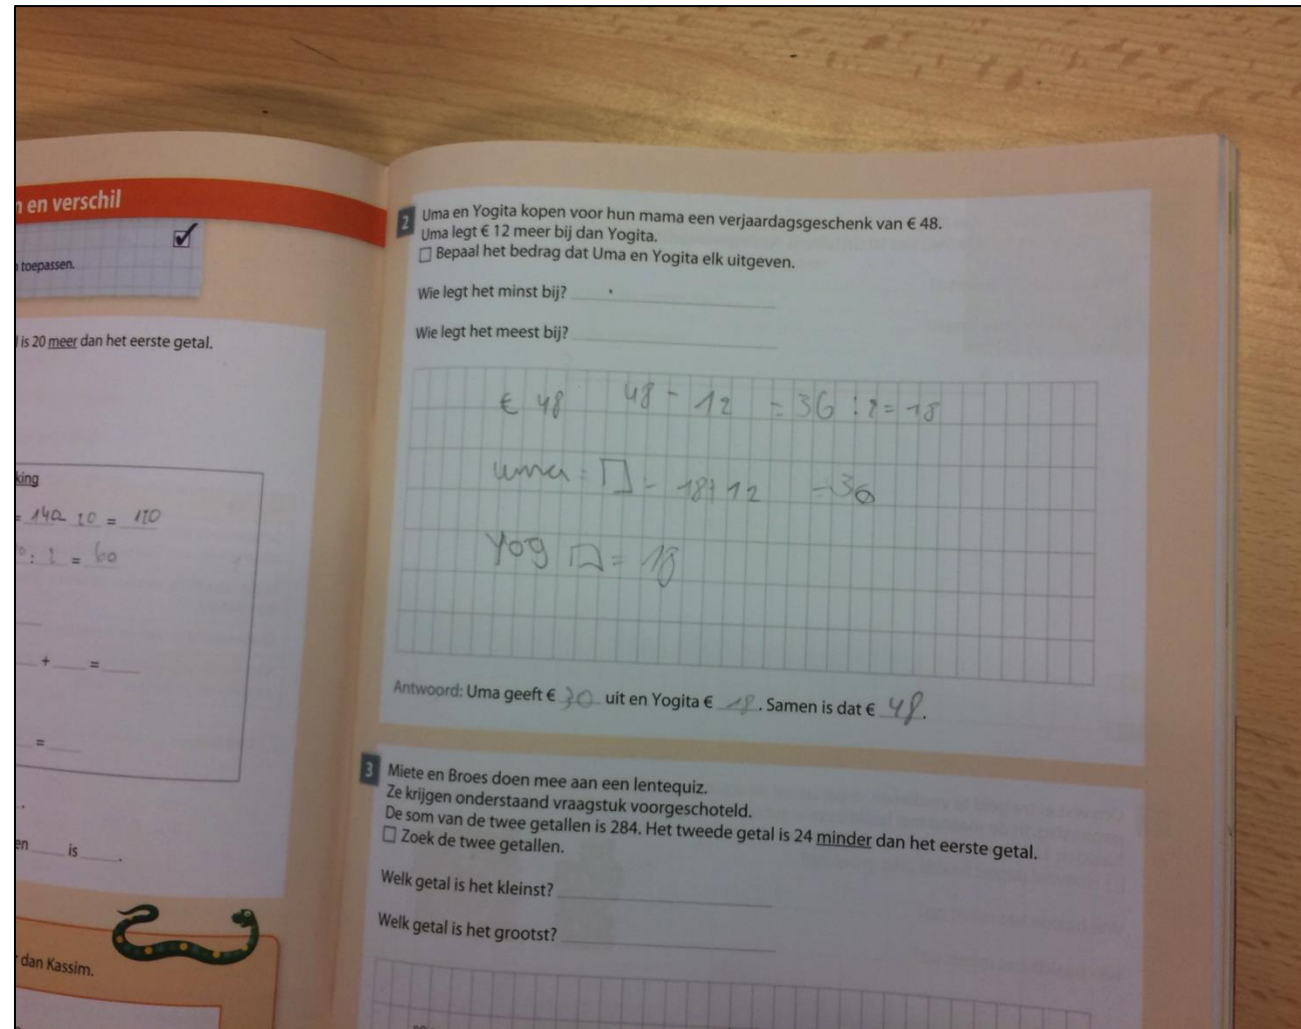 n en verschil
toepassen.
is 20 meer dan het eerste getal.
king
= 140 20 = 120
: 2 = 60
+ =
=
en is .
dan Kassim.
2 Uma en Yogita kopen voor hun mama een verjaardagsgeschenk van € 48.
Uma legt € 12 meer bij dan Yogita.
Bepaal het bedrag dat Uma en Yogita elk uitgeven.
Wie legt het minst bij?
Wie legt het meest bij?
€ 48 48 - 12 = 36 : 2 = 18
uma = □ = 18+12 = 36
Yog □ = 18
Antwoord: Uma geeft € 30 uit en Yogita € 18. Samen is dat € 48.
3 Miete en Broes doen mee aan een lentequiz.
Ze krijgen onderstaand vraagstuk voorgeschoteld.
De som van de twee getallen is 284. Het tweede getal is 24 minder dan het eerste getal.
Zoek de twee getallen.
Welk getal is het kleinst?
Welk getal is het grootst?